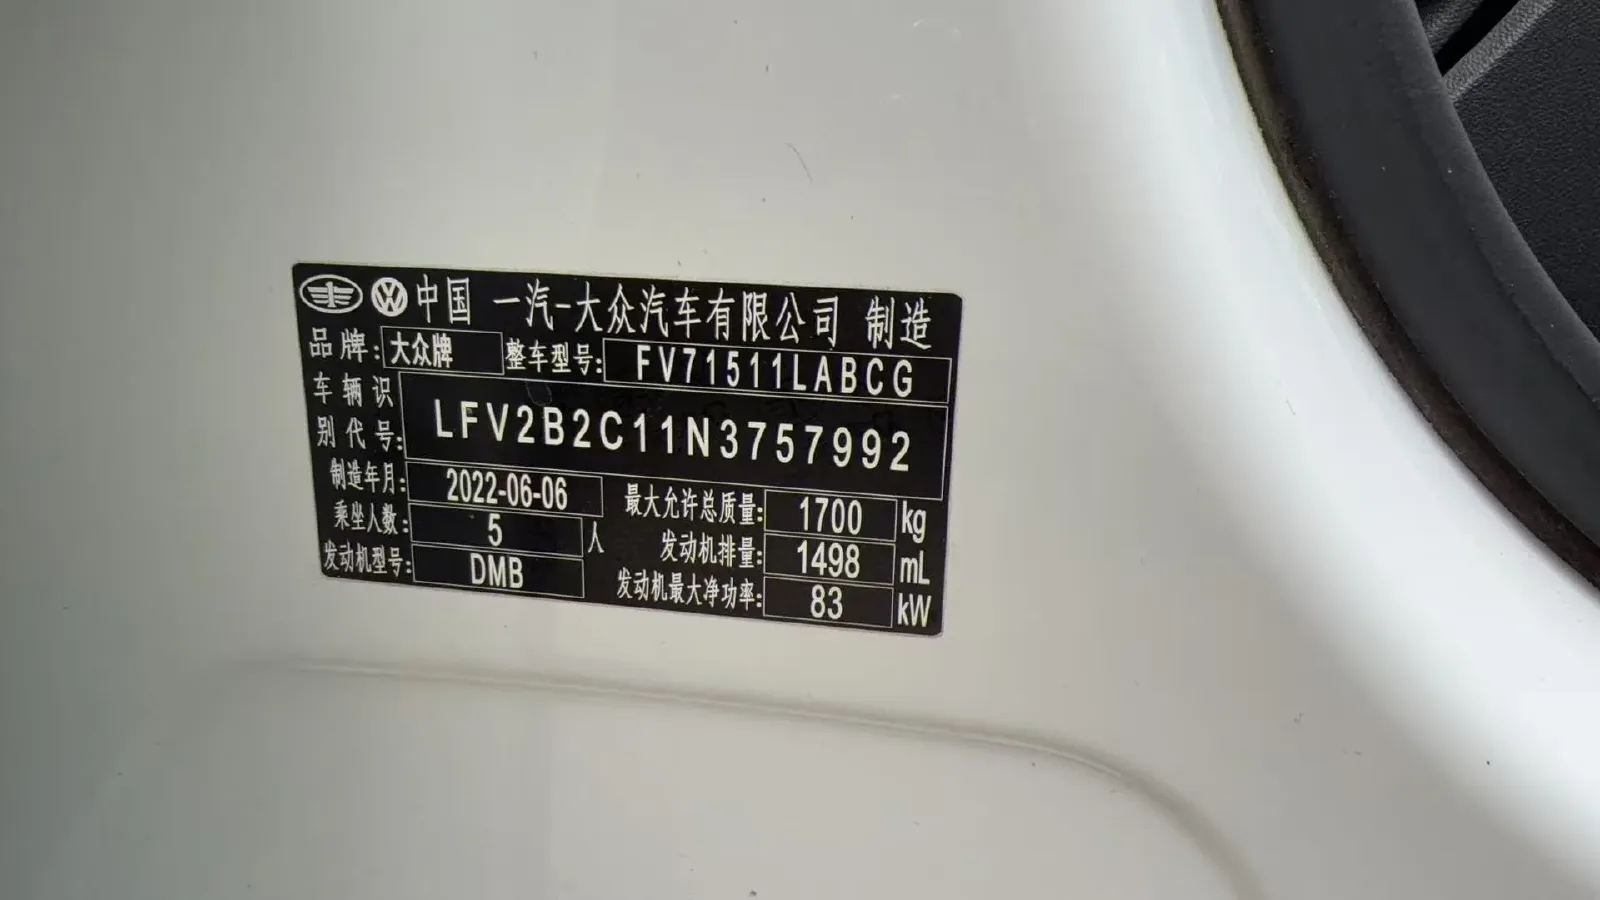 中国 一汽-大众汽车有限公司 制造
品牌: 大众牌 整车型号: FV71511LABCG
车辆识别代号: LFV2B2C11N3757992
制造年月: 2022-06-06 最大允许总质量: 1700 kg
乘坐人数: 5 人 发动机排量: 1498 mL
发动机型号: DMB 发动机最大净功率: 83 kW